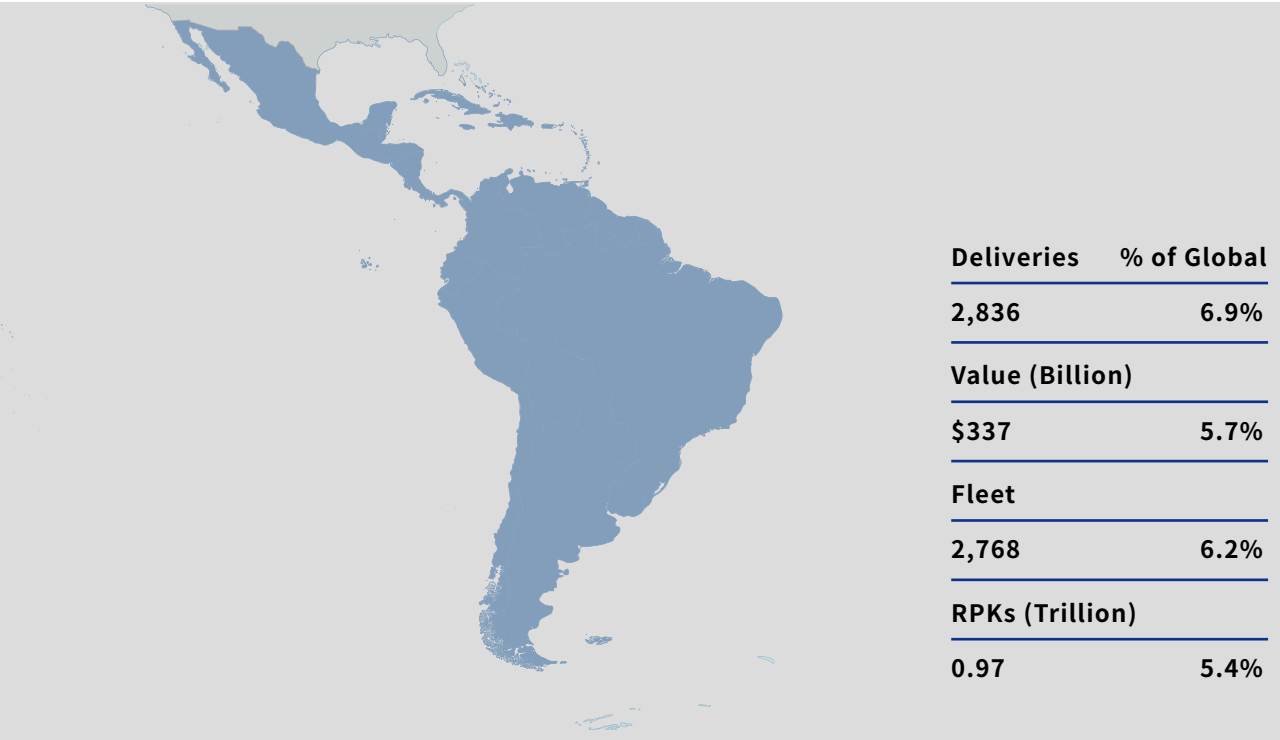 Deliveries % of Global
2,836 6.9%
Value (Billion)
$337 5.7%
Fleet
2,768 6.2%
RPKs (Trillion)
0.97 5.4%